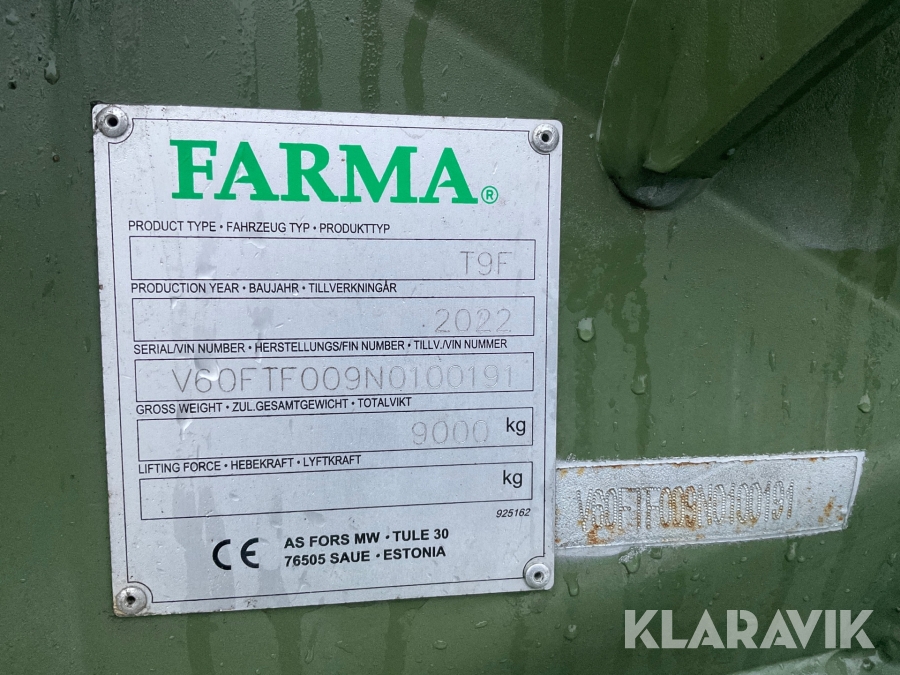 FARMA®
PRODUCT TYPE • FAHRZEUG TYP • PRODUKTTYP
T9F
PRODUCTION YEAR • BAUJAHR • TILLVERKNINGÅR
2022
SERIAL/VIN NUMBER • HERSTELLUNGS/FIN NUMBER • TILLV./VIN NUMMER
V60FTF009N0100191
GROSS WEIGHT • ZUL.GESAMTGEWICHT • TOTALVIKT
9000 kg
LIFTING FORCE • HEBEKRAFT • LYFTKRAFT
kg
925162
CE
AS FORS MW • TULE 30
76505 SAUE • ESTONIA
V60FTF009N0100191
KLARAVIK